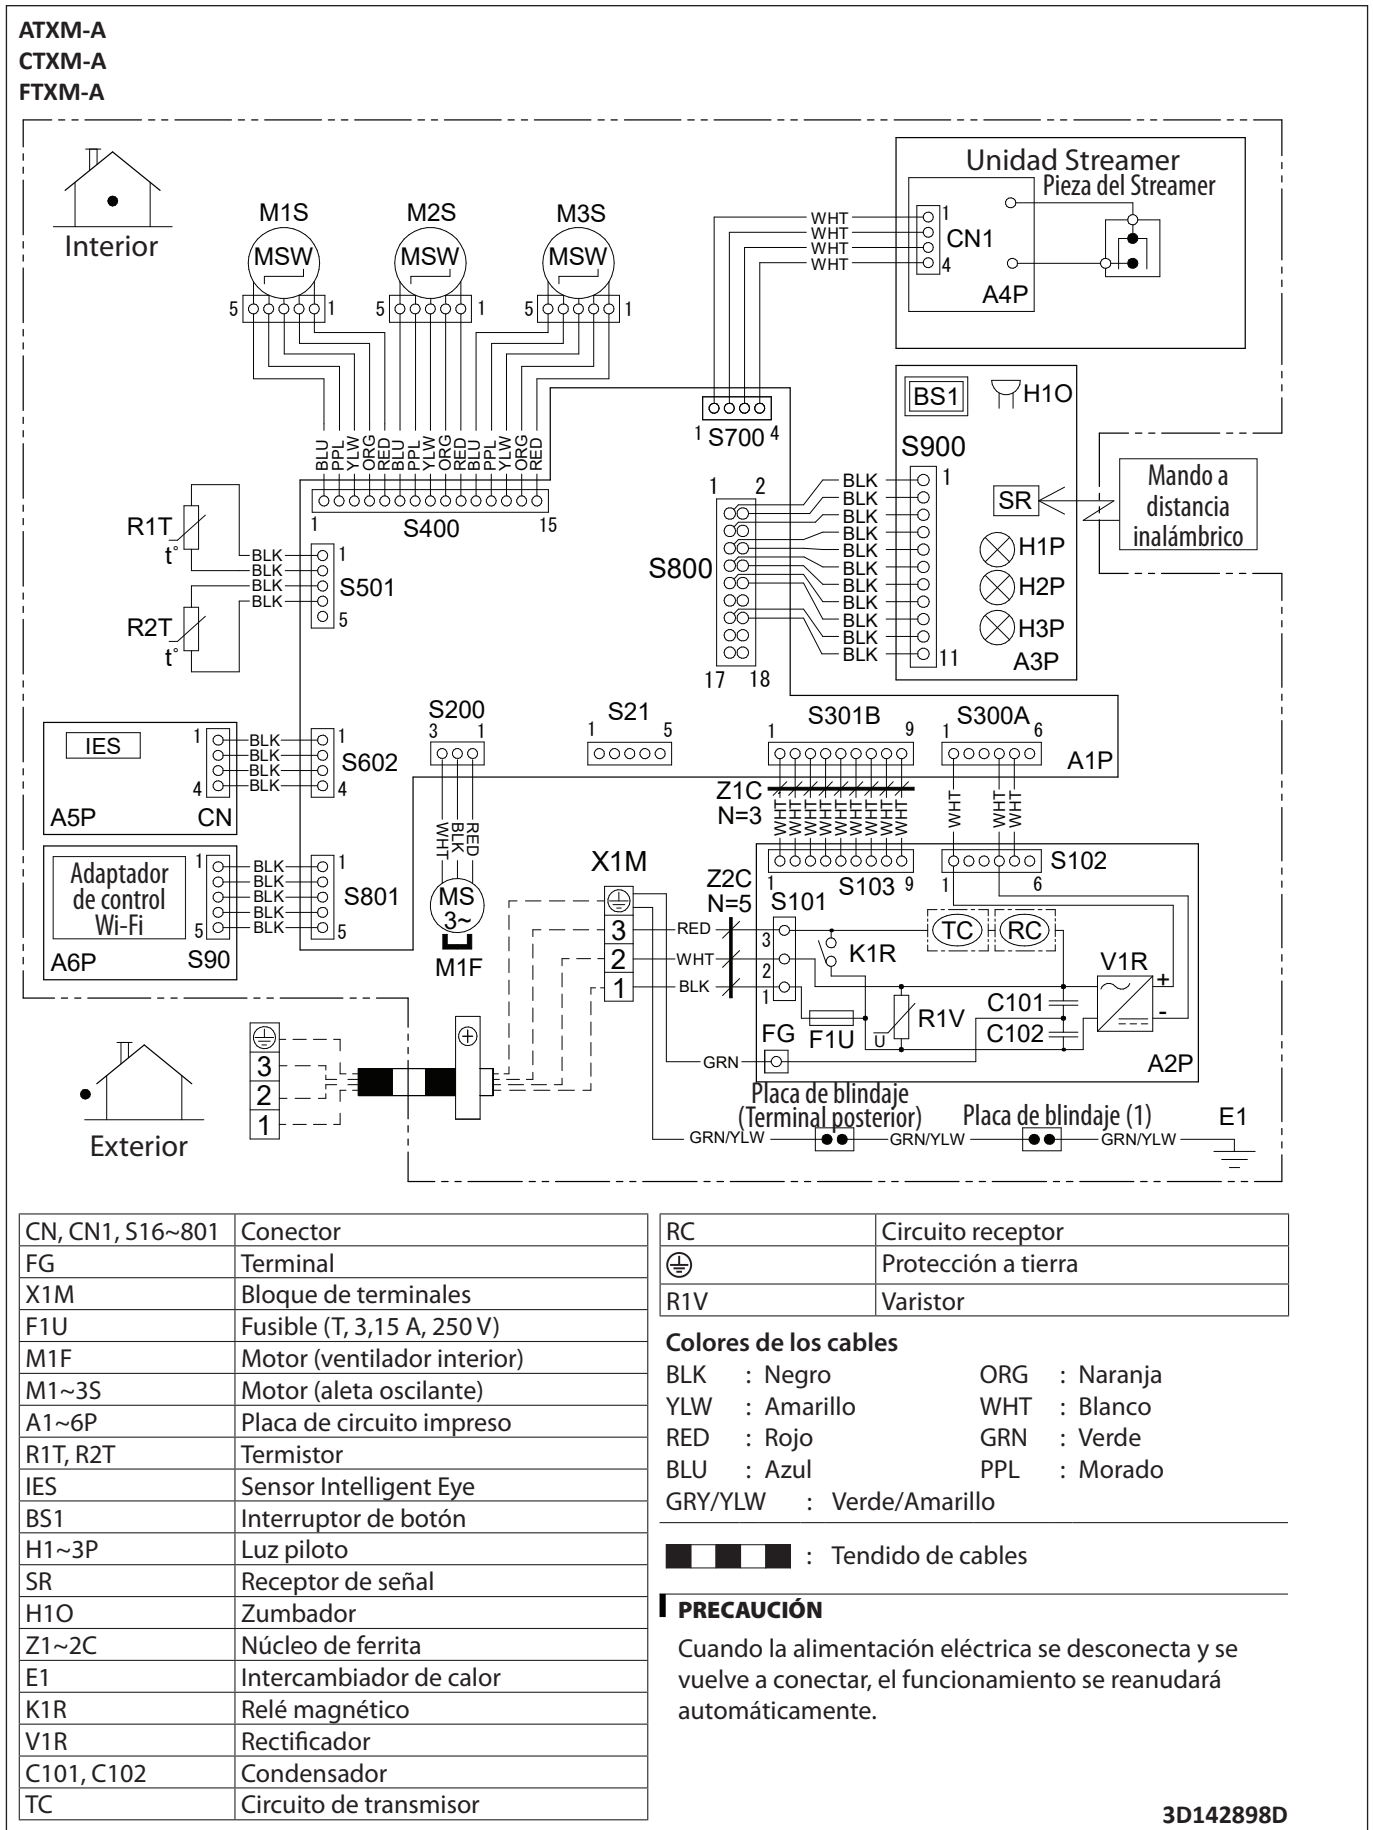 ATXM-A
CTXM-A
FTXM-A
Interior
M1S M2S M3S
MSW MSW MSW
5 1 5 1 5 1
Unidad Streamer
Pieza del Streamer
WHT 1
WHT
WHT CN1
WHT 4
A4P
BLU PPL YLW ORG RED BLU PPL YLW ORG RED BLU PPL YLW ORG RED
1 S400 15
1 S700 4
BS1 H1O
S900
1 2
S800
17 18
BLK 1
BLK
BLK
BLK
BLK
BLK
BLK
BLK
BLK
BLK
BLK 11
SR
H1P
H2P
H3P
A3P
Mando a
distancia
inalámbrico
R1T
t°
R2T
t°
BLK 1
BLK
BLK S501
BLK
5
IES
A5P
1 BLK 1
BLK
BLK S602
4 BLK 4
CN
Adaptador
de control
Wi-Fi
A6P
1 BLK 1
BLK
BLK S801
BLK
5 BLK 5
S90
S200
3 1
WHT BLK RED
MS
3~
M1F
S21
1 5
S301B
1 9
S300A
1 6
A1P
Z1C
N=3
WHT WHT WHT WHT WHT WHT WHT WHT WHT
WHT WHT WHT
1 S103 9
1 6 S102
X1M
3
2
1
Z2C
N=5
S101
RED 3
WHT 2
BLK 1
K1R
TC RC
V1R
+
-
C101
C102
R1V
U
F1U
FG
GRN
A2P
Placa de blindaje
(Terminal posterior)
Placa de blindaje (1)
E1
GRN/YLW GRN/YLW GRN/YLW
Exterior
3
2
1
CN, CN1, S16~801 Conector
FG Terminal
X1M Bloque de terminales
F1U Fusible (T, 3,15 A, 250 V)
M1F Motor (ventilador interior)
M1~3S Motor (aleta oscilante)
A1~6P Placa de circuito impreso
R1T, R2T Termistor
IES Sensor Intelligent Eye
BS1 Interruptor de botón
H1~3P Luz piloto
SR Receptor de señal
H1O Zumbador
Z1~2C Núcleo de ferrita
E1 Intercambiador de calor
K1R Relé magnético
V1R Rectificador
C101, C102 Condensador
TC Circuito de transmisor
RC Circuito receptor
Protección a tierra
R1V Varistor
Colores de los cables
BLK : Negro ORG : Naranja
YLW : Amarillo WHT : Blanco
RED : Rojo GRN : Verde
BLU : Azul PPL : Morado
GRY/YLW : Verde/Amarillo
: Tendido de cables
PRECAUCIÓN
Cuando la alimentación eléctrica se desconecta y se
vuelve a conectar, el funcionamiento se reanudará
automáticamente.
3D142898D